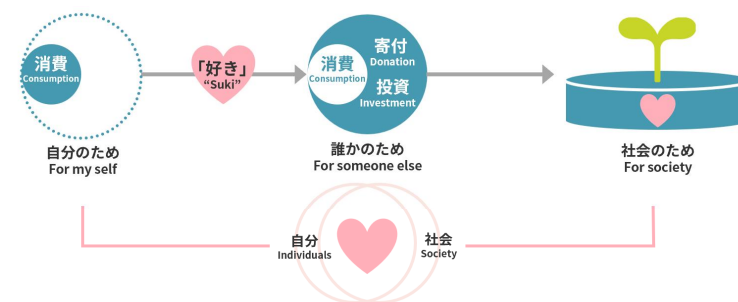 消費
Consumption
自分のため
For my self
「好き」
“Suki”
消費
Consumption
寄付
Donation
投資
Investment
誰かのため
For someone else
社会のため
For society
自分
Individuals
社会
Society